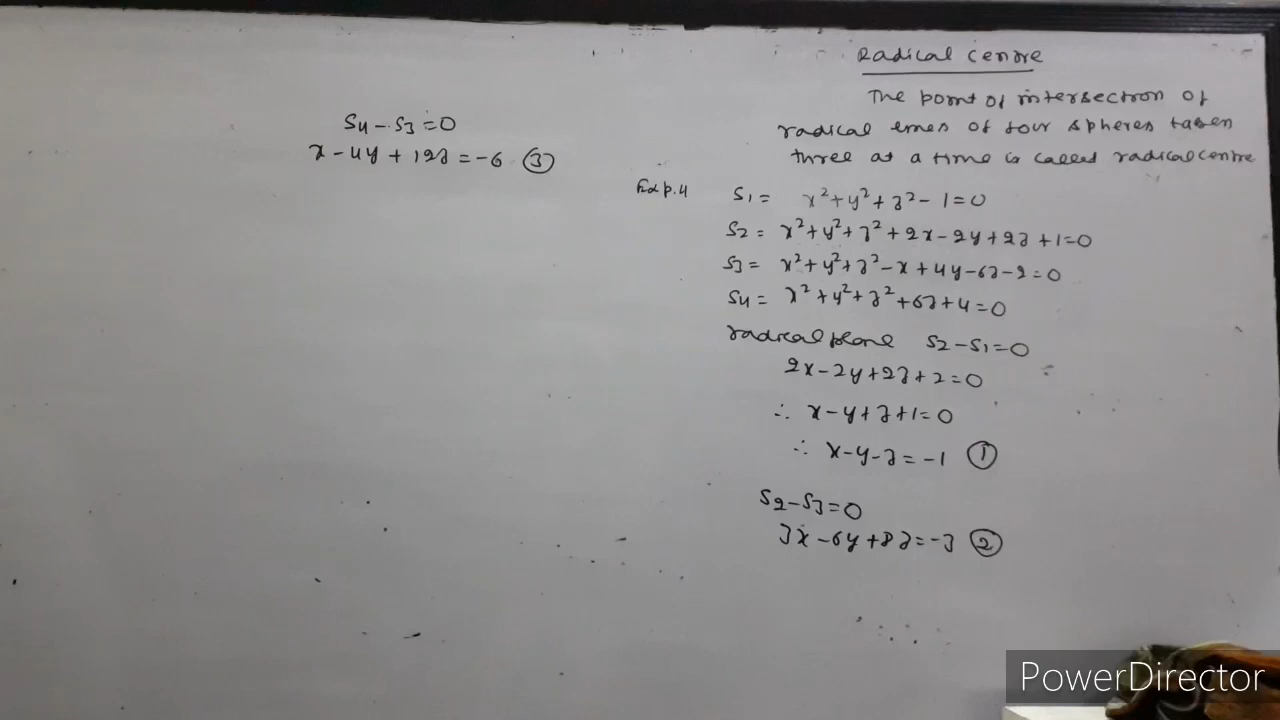 Radical Centre
The point of intersection of
radical lines of four spheres taken
three at a time is called radical centre
S1 = x²+y²+z²-1=0
S2 = x²+y²+z²+2x-2y+2z+1=0
S3 = x²+y²+z²-x+4y-6z-2=0
S4 = x²+y²+z²+6z+4=0
radical plane S2-S1=0
2x-2y+2z+2=0
∴ x-y+z+1=0
∴ x-y-z=-1 ①
S2-S3=0
3x-6y+8z=-3 ②
S4-S3=0
x-4y+12z=-6 ③
PowerDirector